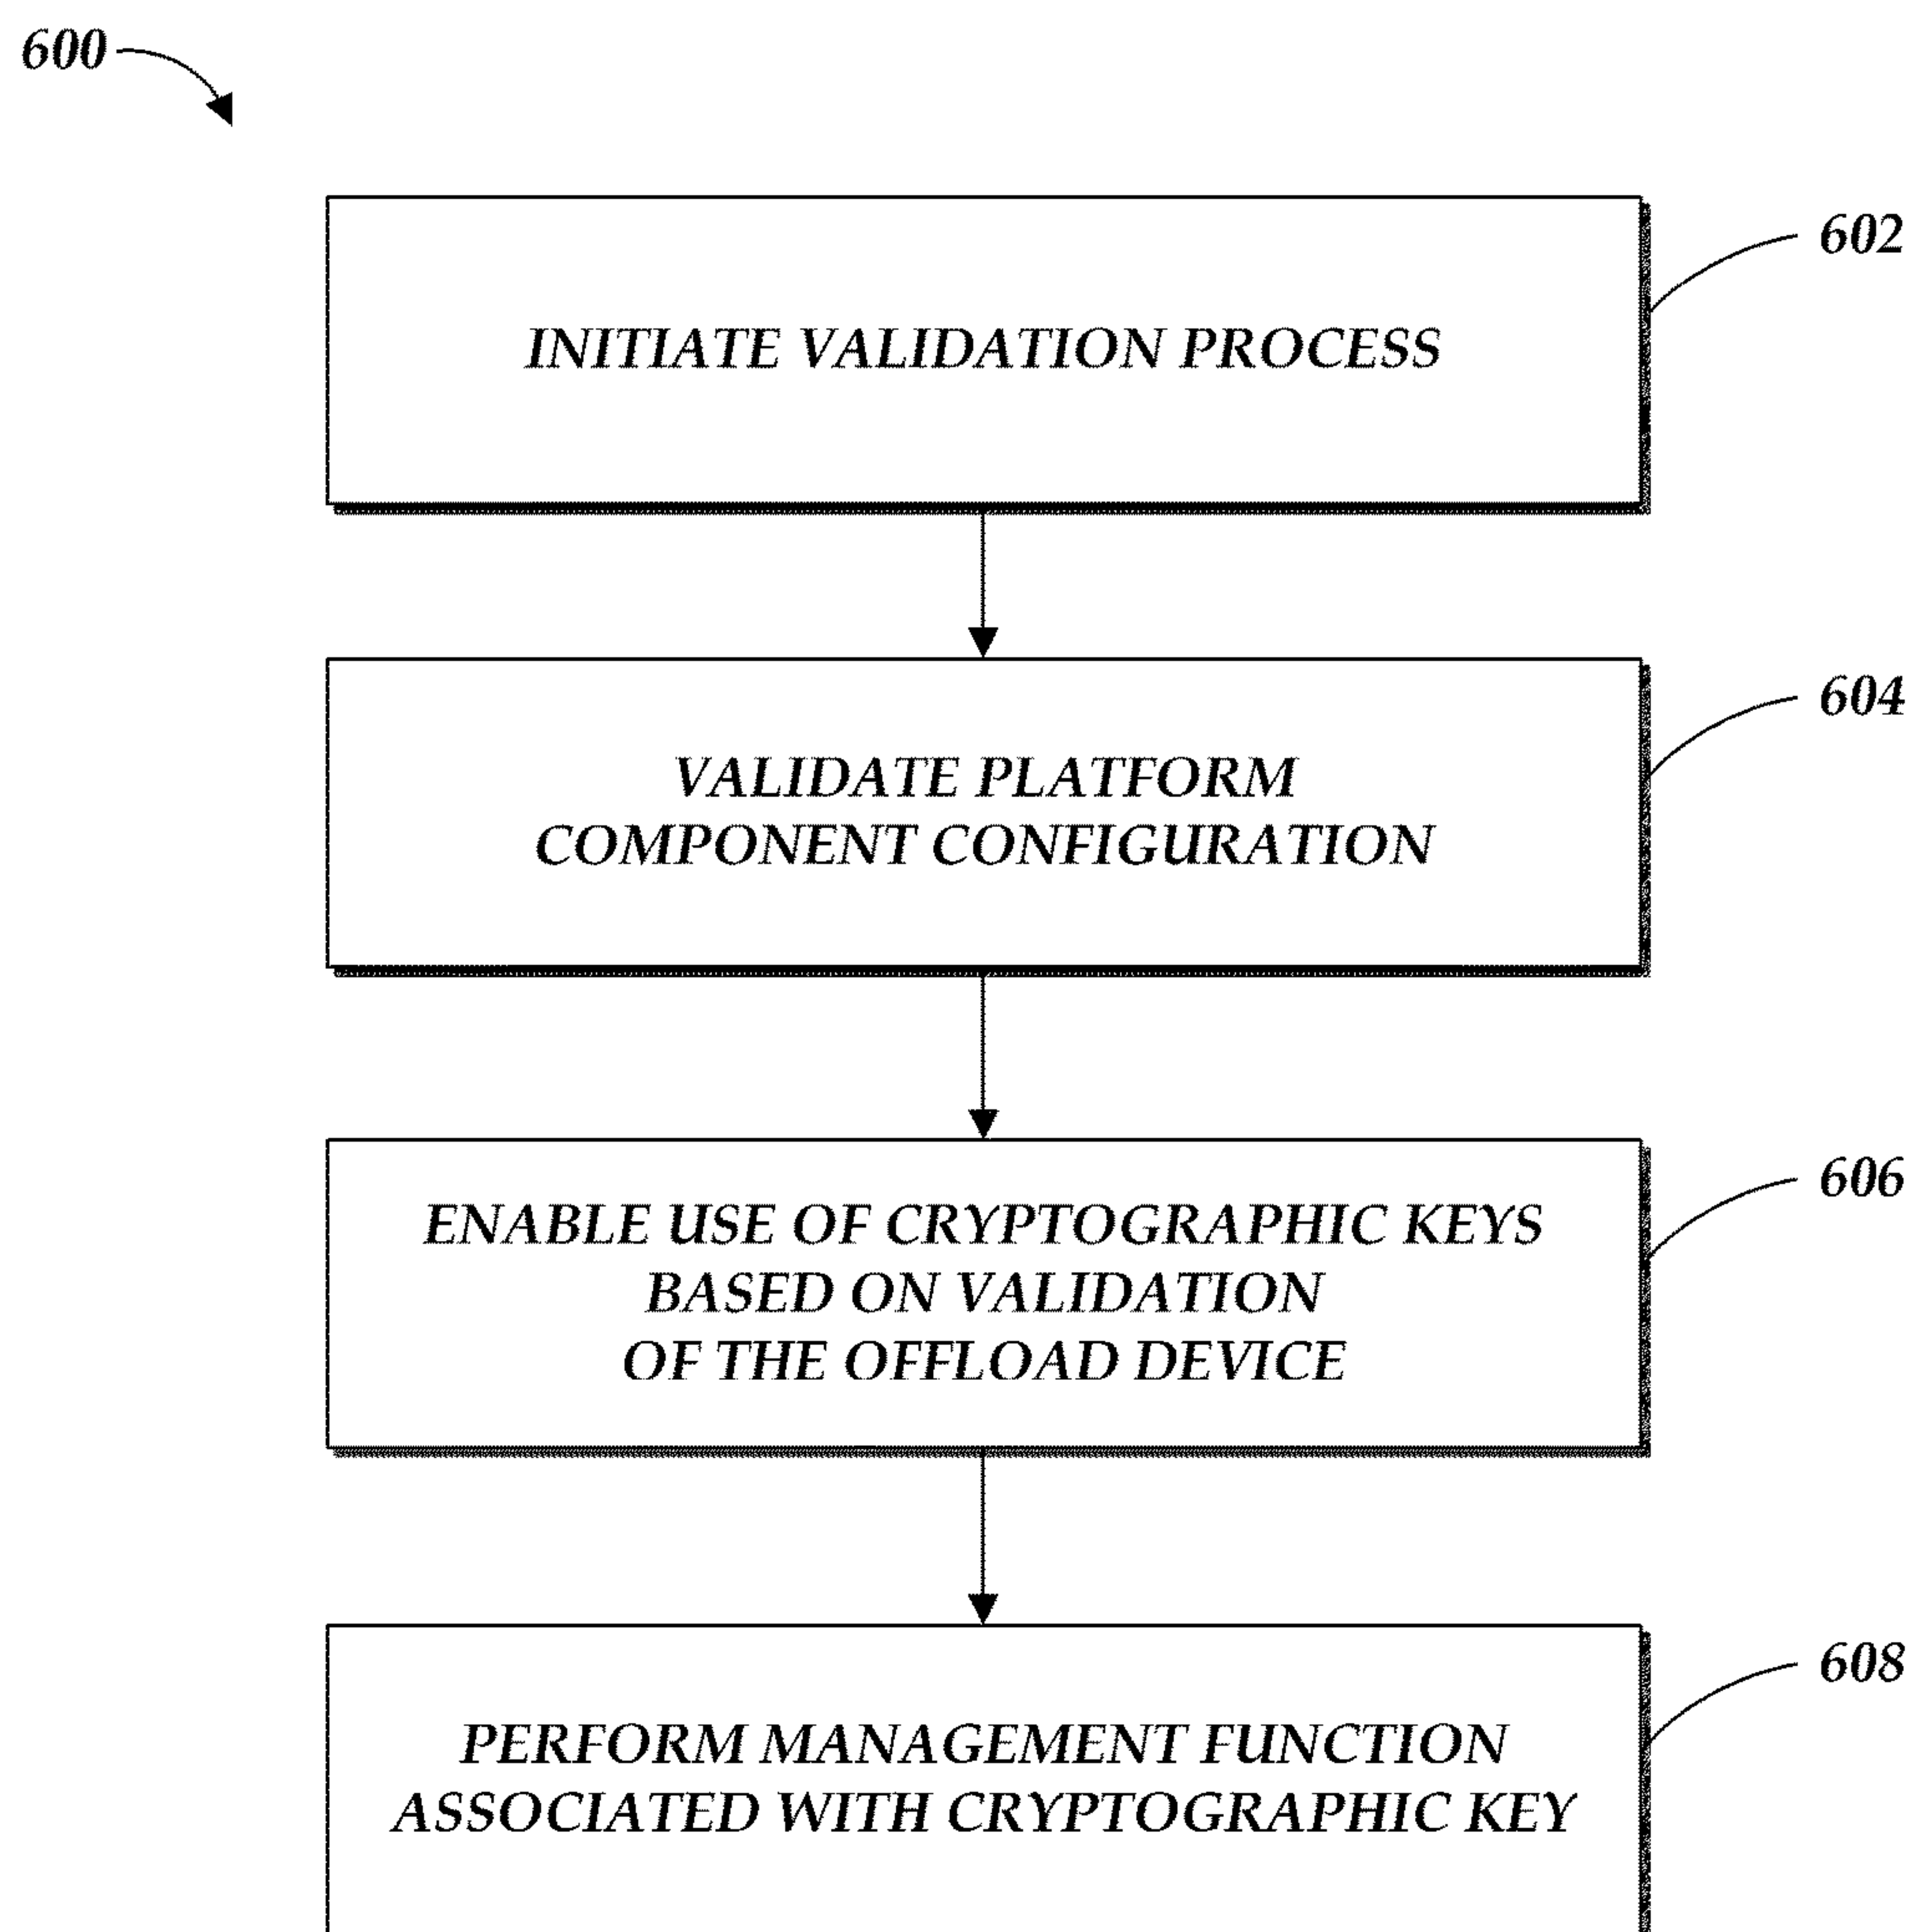 600
602
INITIATE VALIDATION PROCESS
604
VALIDATE PLATFORM
COMPONENT CONFIGURATION
606
ENABLE USE OF CRYPTOGRAPHIC KEYS
BASED ON VALIDATION
OF THE OFFLOAD DEVICE
608
PERFORM MANAGEMENT FUNCTION
ASSOCIATED WITH CRYPTOGRAPHIC KEY